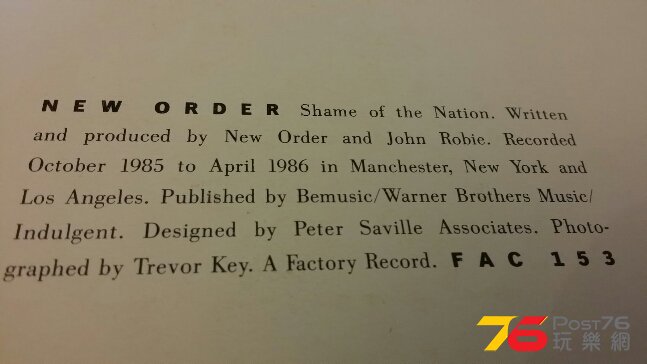 NEW ORDER Shame of the Nation. Written
and produced by New Order and John Robie. Recorded
October 1985 to April 1986 in Manchester, New York and
Los Angeles. Published by Bemusic/Warner Brothers Music/
Indulgent. Designed by Peter Saville Associates. Photo-
graphed by Trevor Key. A Factory Record. FAC 153
76 POST76
玩樂網